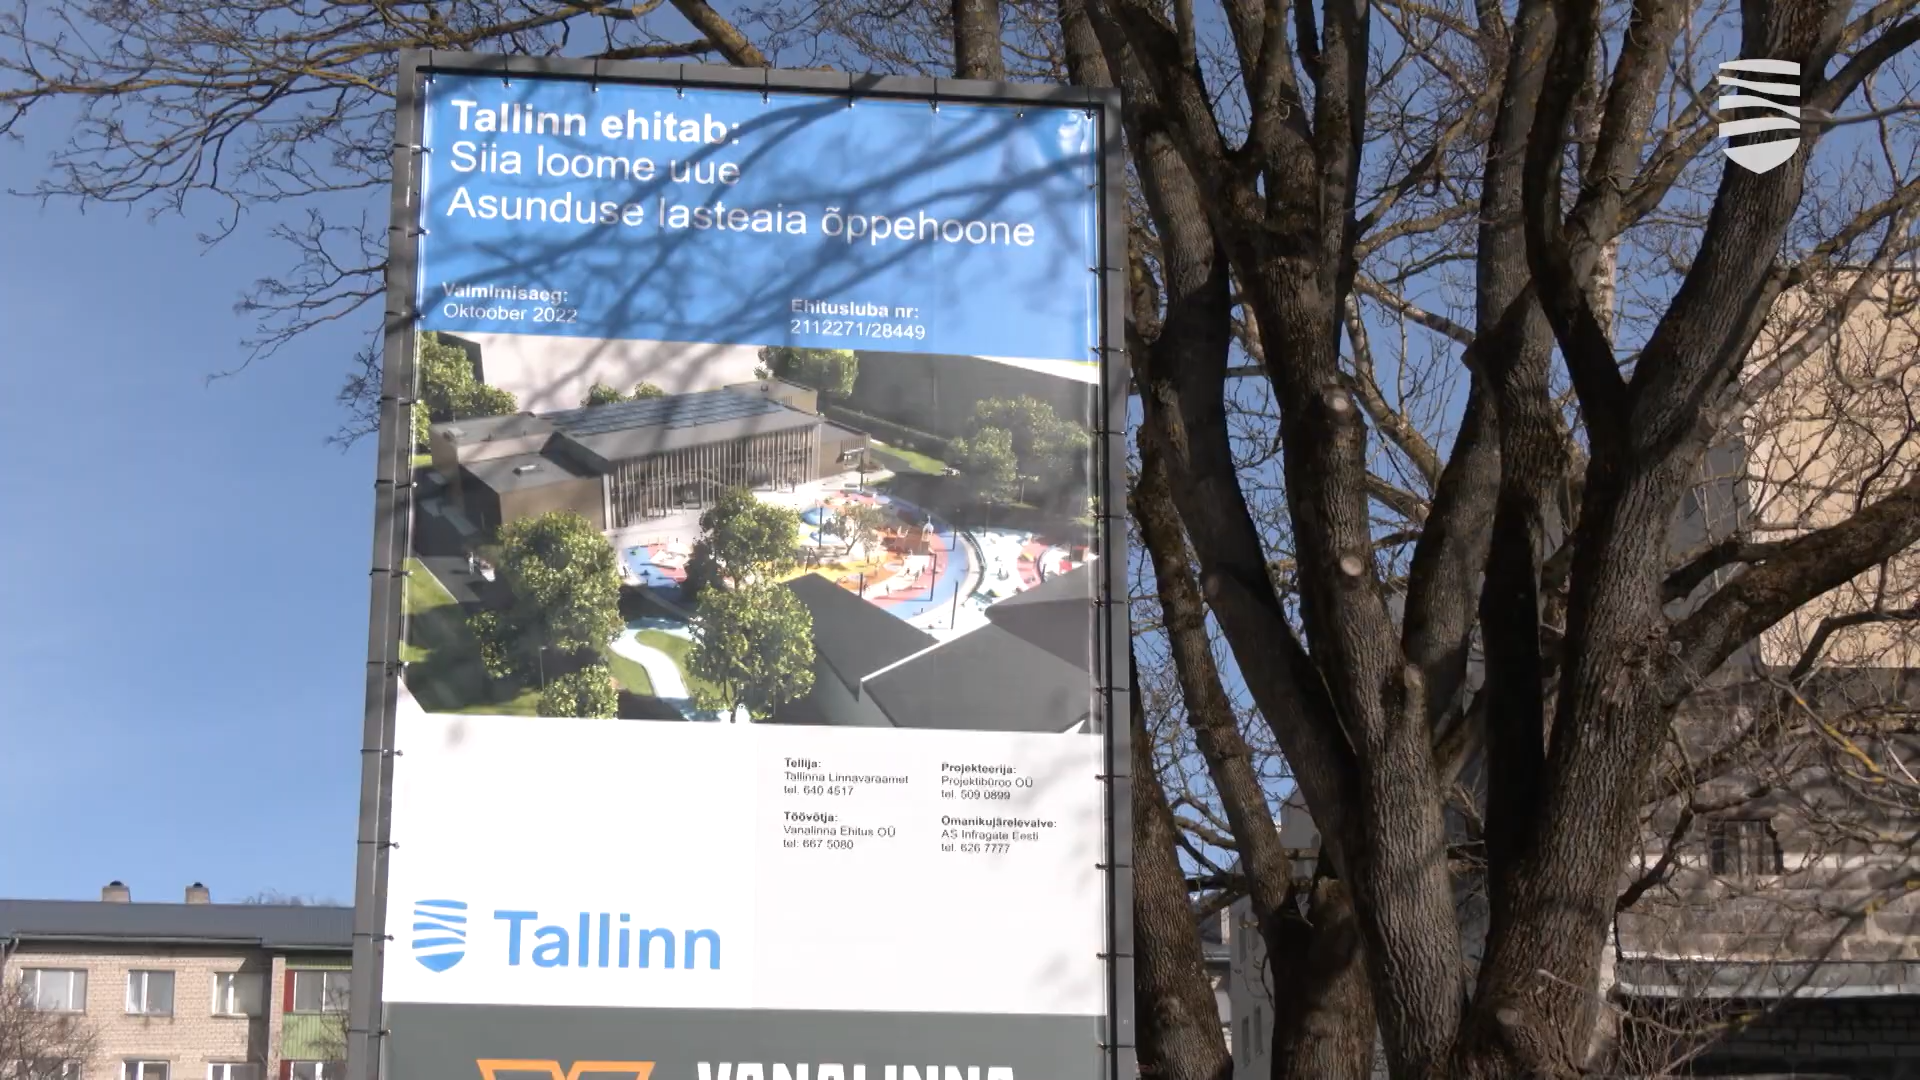 Tallinn ehitab:
Siia loome uue
Asunduse lasteaia õppehoone
Valmimisaeg:
Oktoober 2022
Ehitusluba nr:
2112271/28449
Tellija:
Tallinna Linnavaraamet
tel. 640 4517
Projekteerija:
Projektibüroo OÜ
tel. 509 0899
Töövõtja:
Vanalinna Ehitus OÜ
tel: 667 5080
Omanikujärelevalve:
AS Infragate Eesti
tel. 626 7777
Tallinn
VANALINNA